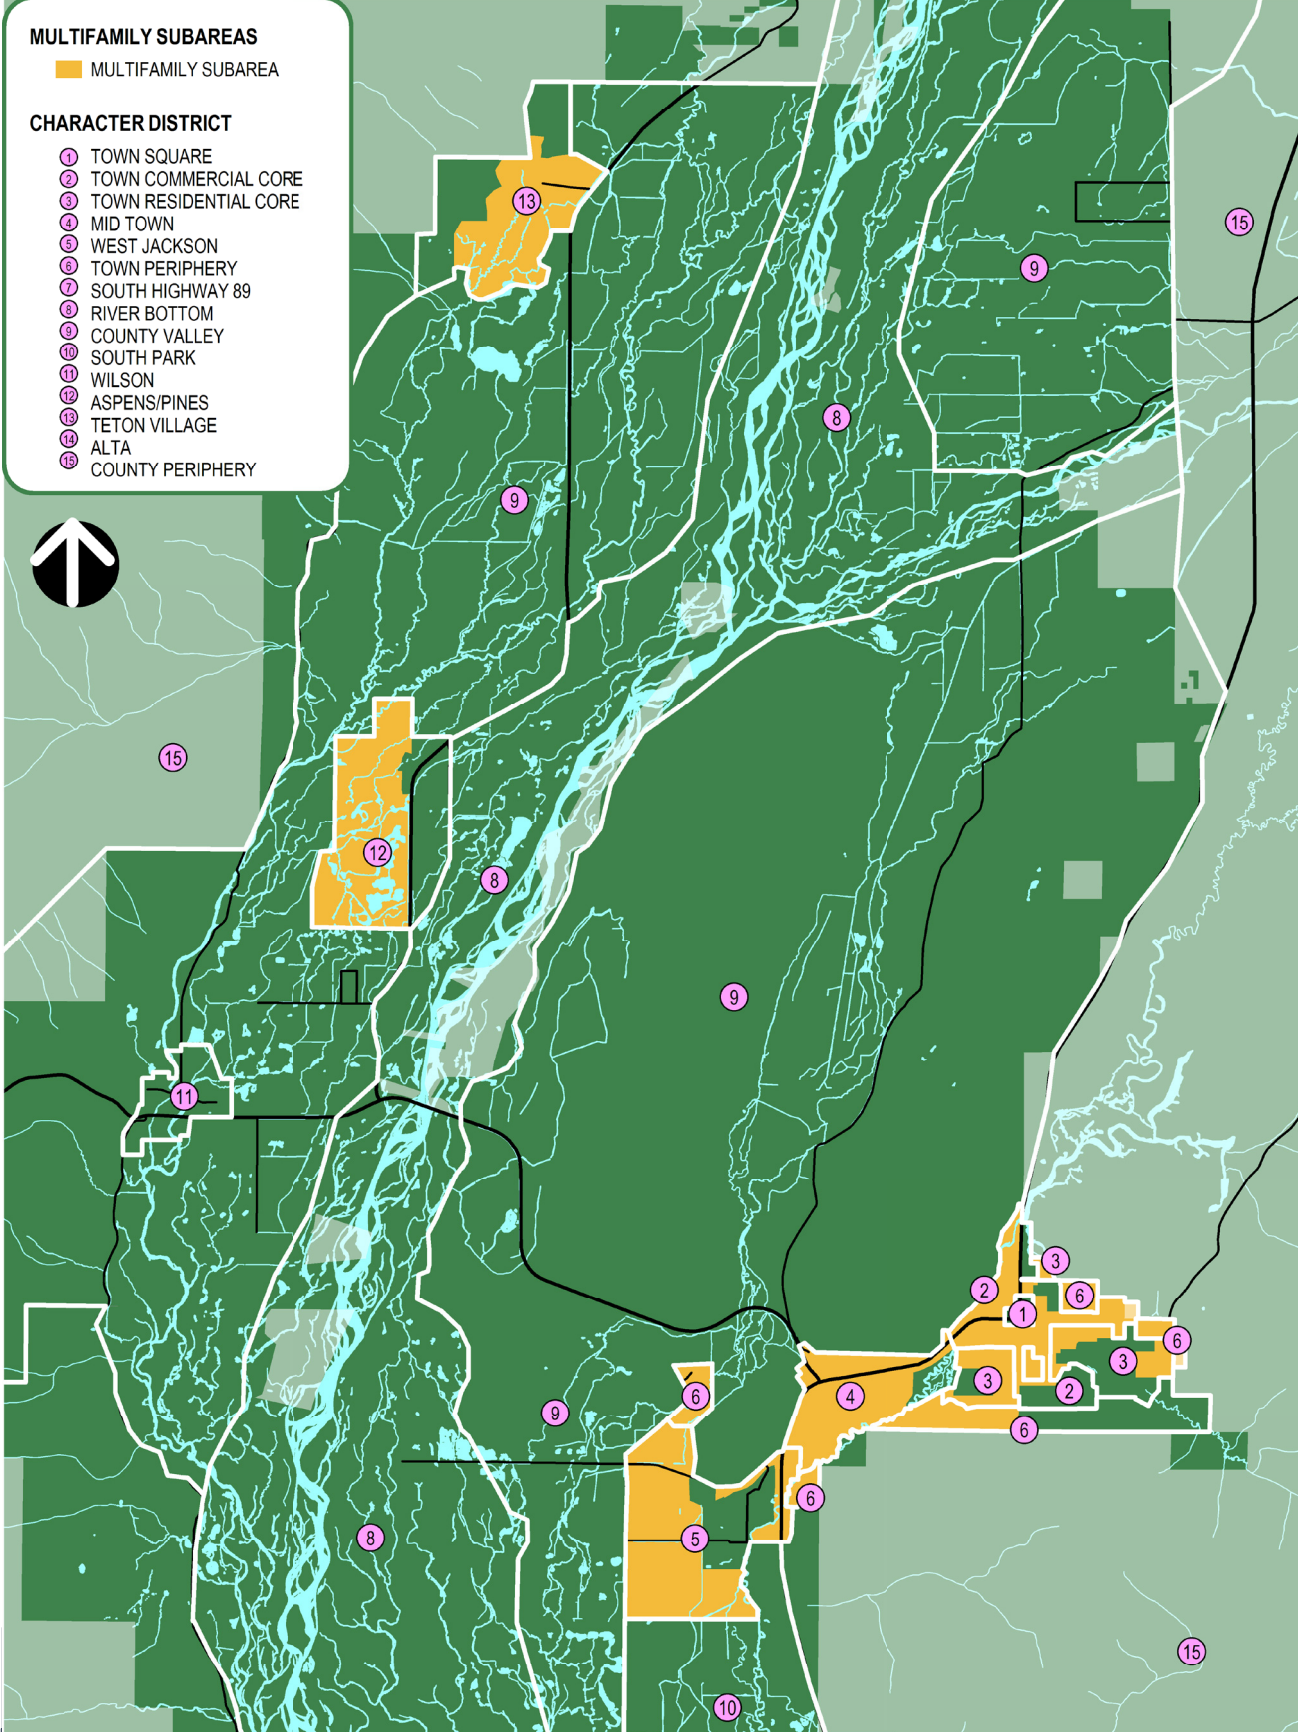 MULTIFAMILY SUBAREAS
MULTIFAMILY SUBAREA
CHARACTER DISTRICT
1 TOWN SQUARE
2 TOWN COMMERCIAL CORE
3 TOWN RESIDENTIAL CORE
4 MID TOWN
5 WEST JACKSON
6 TOWN PERIPHERY
7 SOUTH HIGHWAY 89
8 RIVER BOTTOM
9 COUNTY VALLEY
10 SOUTH PARK
11 WILSON
12 ASPENS/PINES
13 TETON VILLAGE
14 ALTA
15 COUNTY PERIPHERY
13
15
9
8
9
15
12
8
9
11
3
2
6
1
6
3
3
2
6
4
9
6
6
5
8
15
10